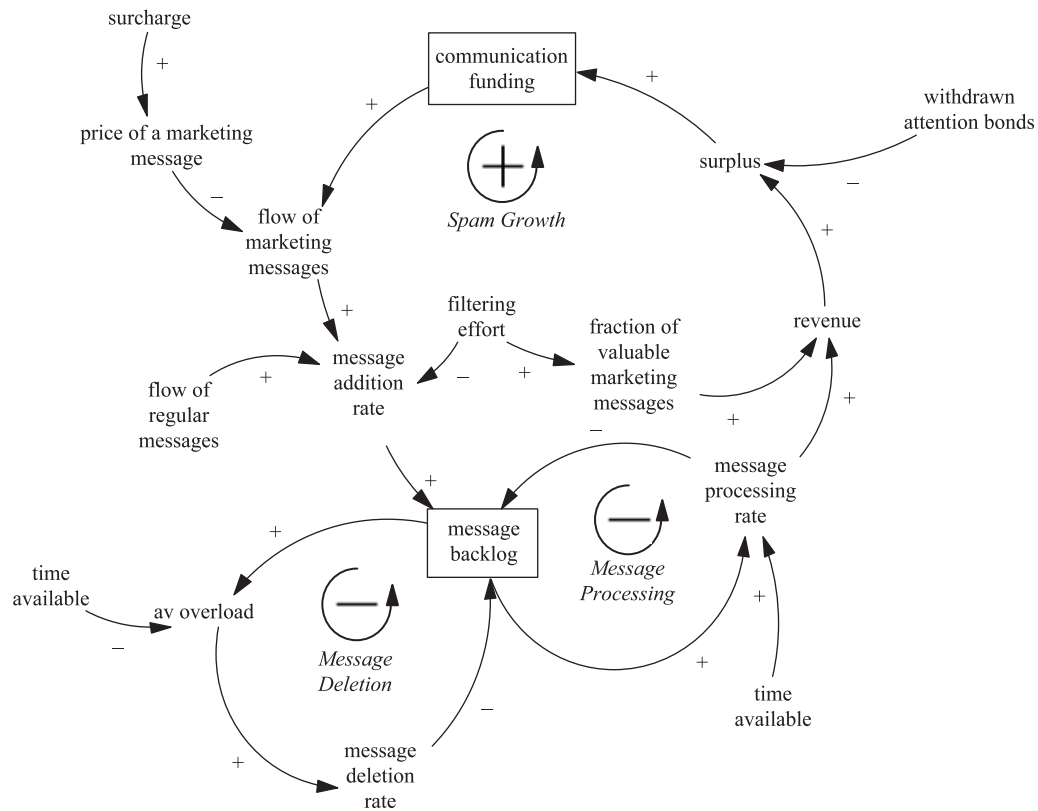 surcharge
+
communication
funding
+
+
withdrawn
attention bonds
price of a marketing
message
surplus
−
−
Spam Growth
flow of
marketing
messages
+
+
filtering
effort
revenue
fraction of
valuable
marketing
messages
message
addition
rate
+
−
+
flow of
regular
messages
+
+
−
message
processing
rate
+
message
backlog
+
−
Message
Processing
time
available
av overload
−
+
−
Message
Deletion
+
time
available
−
+
message
deletion
rate